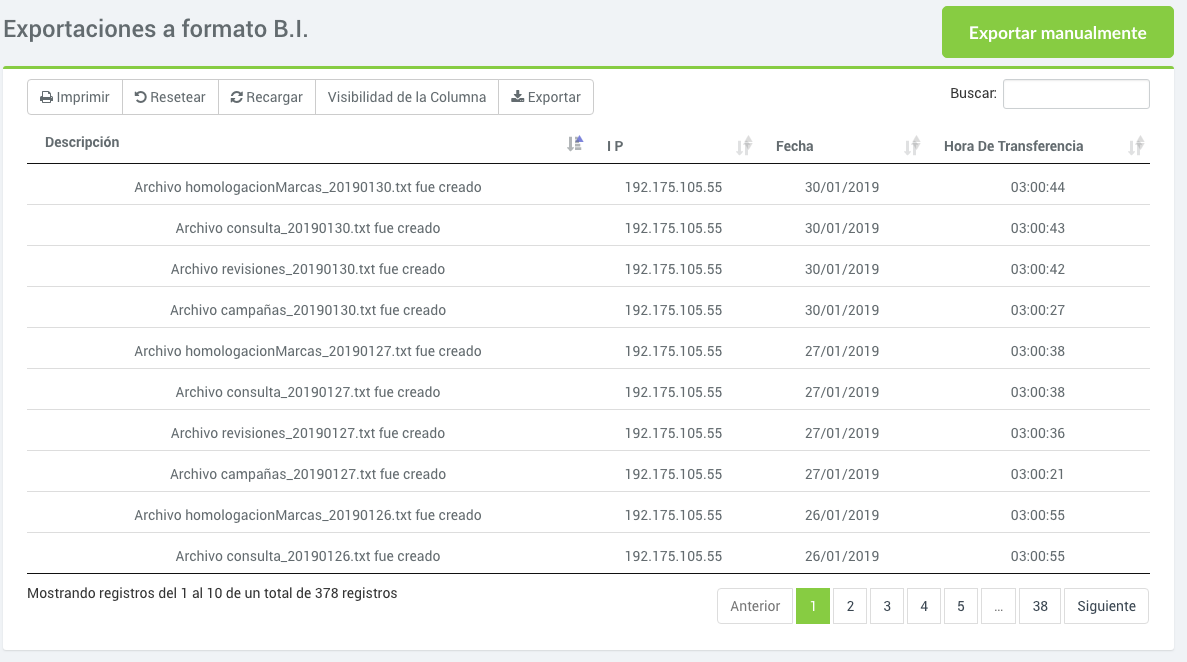 Exportaciones a formato B.I.
Exportar manualmente
Imprimir Resetear Recargar Visibilidad de la Columna Exportar
Buscar:
Descripción I P Fecha Hora De Transferencia
Archivo homologacionMarcas_20190130.txt fue creado 192.175.105.55 30/01/2019 03:00:44
Archivo consulta_20190130.txt fue creado 192.175.105.55 30/01/2019 03:00:43
Archivo revisiones_20190130.txt fue creado 192.175.105.55 30/01/2019 03:00:42
Archivo campañas_20190130.txt fue creado 192.175.105.55 30/01/2019 03:00:27
Archivo homologacionMarcas_20190127.txt fue creado 192.175.105.55 27/01/2019 03:00:38
Archivo consulta_20190127.txt fue creado 192.175.105.55 27/01/2019 03:00:38
Archivo revisiones_20190127.txt fue creado 192.175.105.55 27/01/2019 03:00:36
Archivo campañas_20190127.txt fue creado 192.175.105.55 27/01/2019 03:00:21
Archivo homologacionMarcas_20190126.txt fue creado 192.175.105.55 26/01/2019 03:00:55
Archivo consulta_20190126.txt fue creado 192.175.105.55 26/01/2019 03:00:55
Mostrando registros del 1 al 10 de un total de 378 registros
Anterior 1 2 3 4 5 ... 38 Siguiente